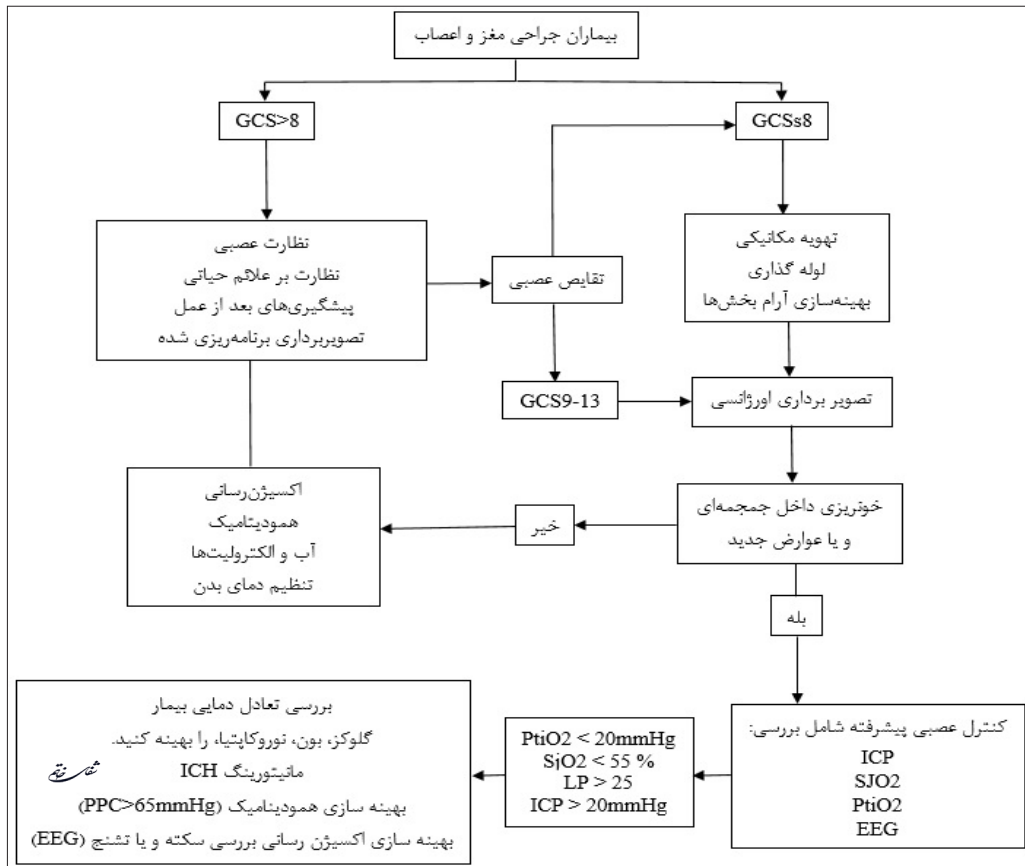 بیماران جراحی مغز و اعصاب
GCS>8
GCSs8
نظارت عصبی
نظارت بر علائم حیاتی
پیشگیری‌های بعد از عمل
تصویربرداری برنامه‌ریزی شده
تقایص عصبی
تهویه مکانیکی
لوله گذاری
بهینه‌سازی آرام بخش‌ها
GCS9-13
تصویر برداری اورژانسی
خونریزی داخل جمجمه‌ای
و یا عوارض جدید
خیر
اکسیژن‌رسانی
همودیتامیک
آب و الکترولیت‌ها
تنظیم دمای بدن
بله
کنترل عصبی پیشرفته شامل بررسی:
ICP
SJO2
PtiO2
EEG
PtiO2 < 20mmHg
SjO2 < 55 %
LP > 25
ICP > 20mmHg
بررسی تعادل دمایی بیمار
گلوکز، بون، نوروکاپتیا، را بهینه کنید.
مانیتورینگ ICH
بهینه سازی همودینامیک (PPC>65mmHg)
بهینه سازی اکسیژن رسانی بررسی سکته و یا تشنج (EEG)
شفای خاتم